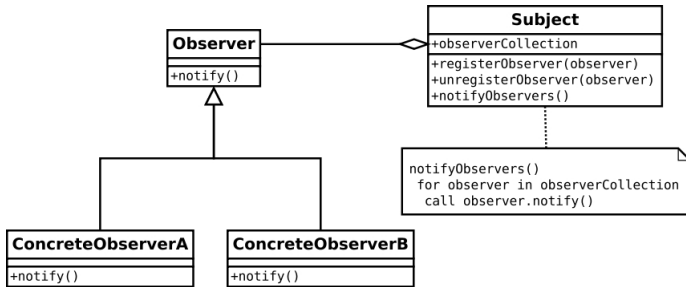 Subject
Observer
+observerCollection
+notify()
+registerObserver(observer)
+unregisterObserver(observer)
+notifyObservers()
notifyObservers()
for observer in observerCollection
call observer.notify()
ConcreteObserverA
+notify()
ConcreteObserverB
+notify()